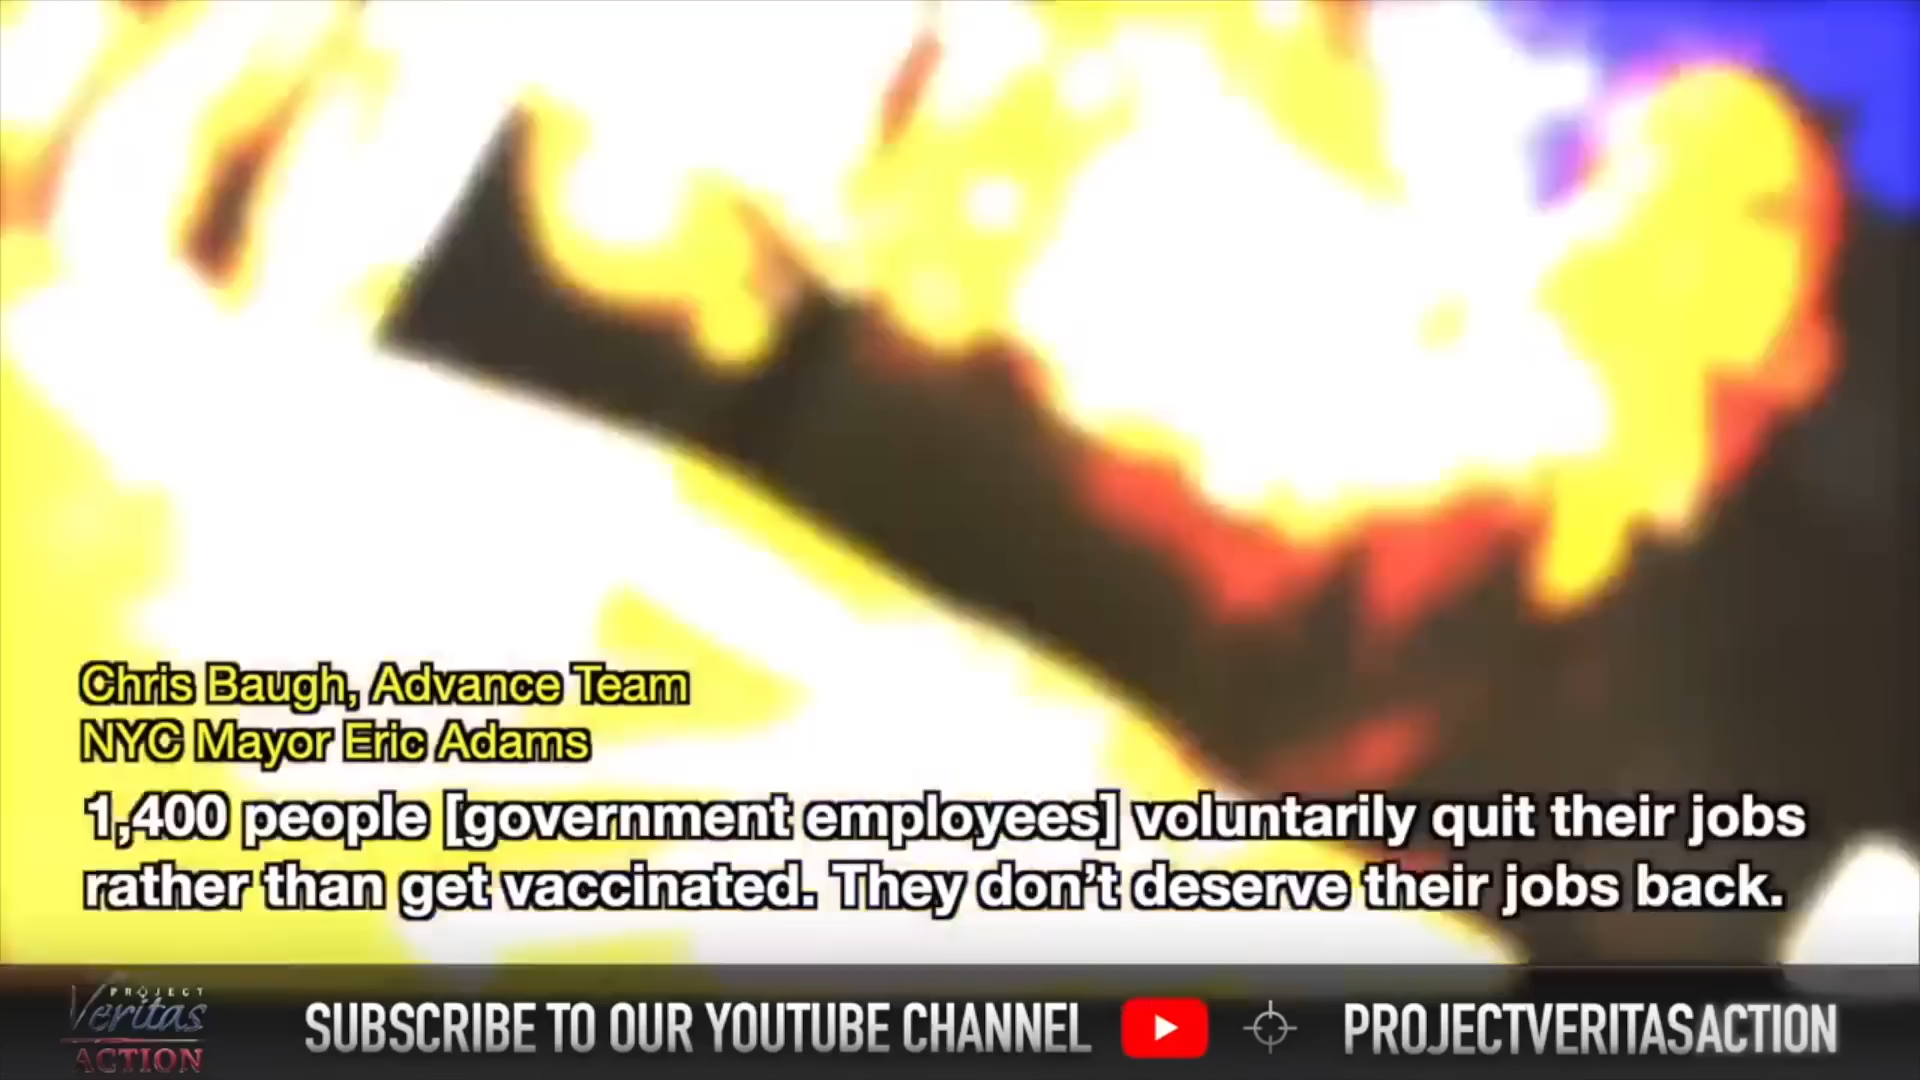 Chris Baugh, Advance Team
NYC Mayor Eric Adams
1,400 people [government employees] voluntarily quit their jobs
rather than get vaccinated. They don't deserve their jobs back.
PROJECT
Veritas
ACTION
SUBSCRIBE TO OUR YOUTUBE CHANNEL
PROJECTVERITASACTION